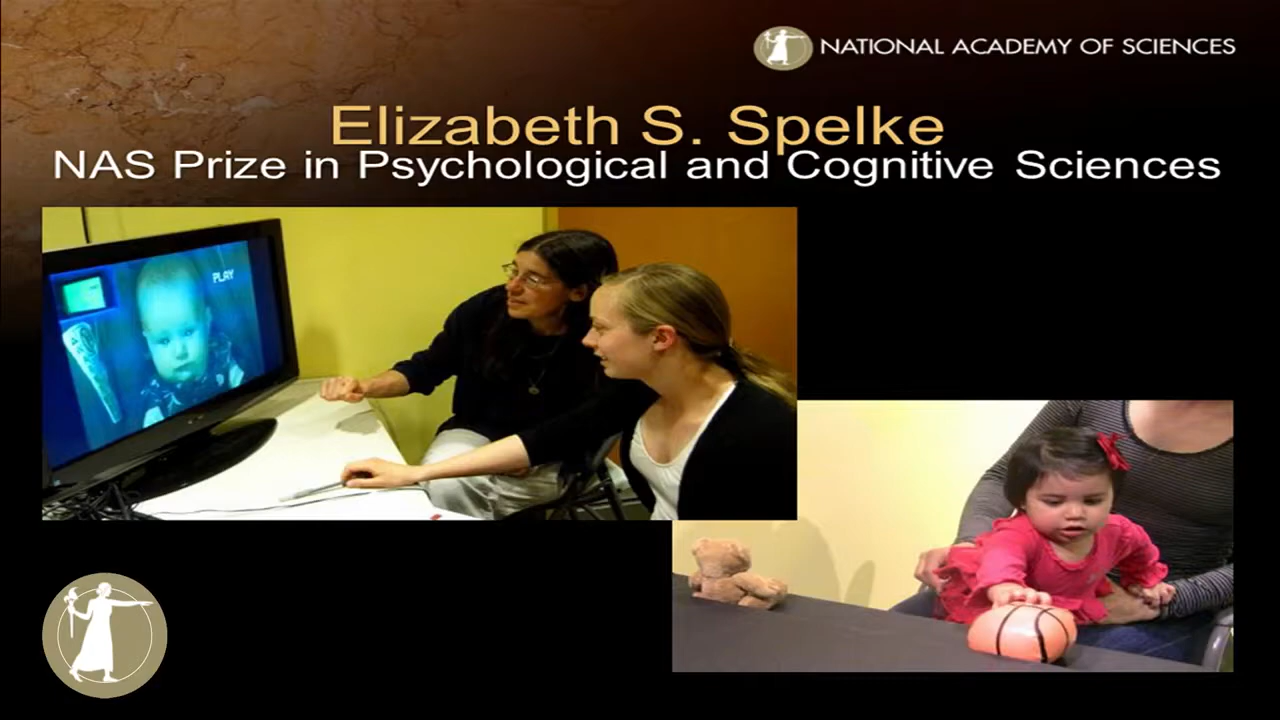 NATIONAL ACADEMY OF SCIENCES
Elizabeth S. Spelke
NAS Prize in Psychological and Cognitive Sciences
PLAY